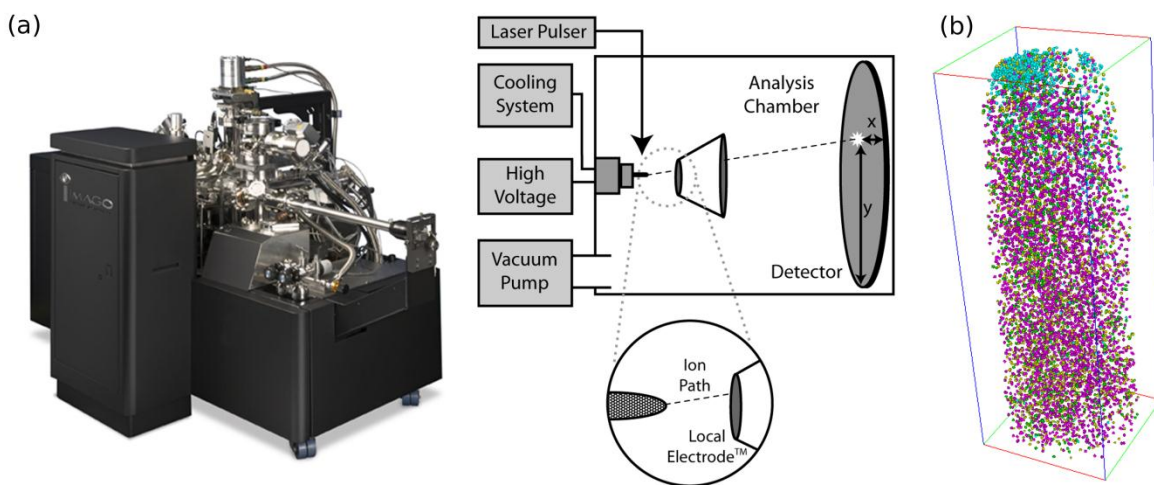 (a)
IMAGO
Laser Pulser
Cooling
System
High
Voltage
Vacuum
Pump
Analysis
Chamber
x
y
Detector
Ion
Path
Local
Electrode™
(b)